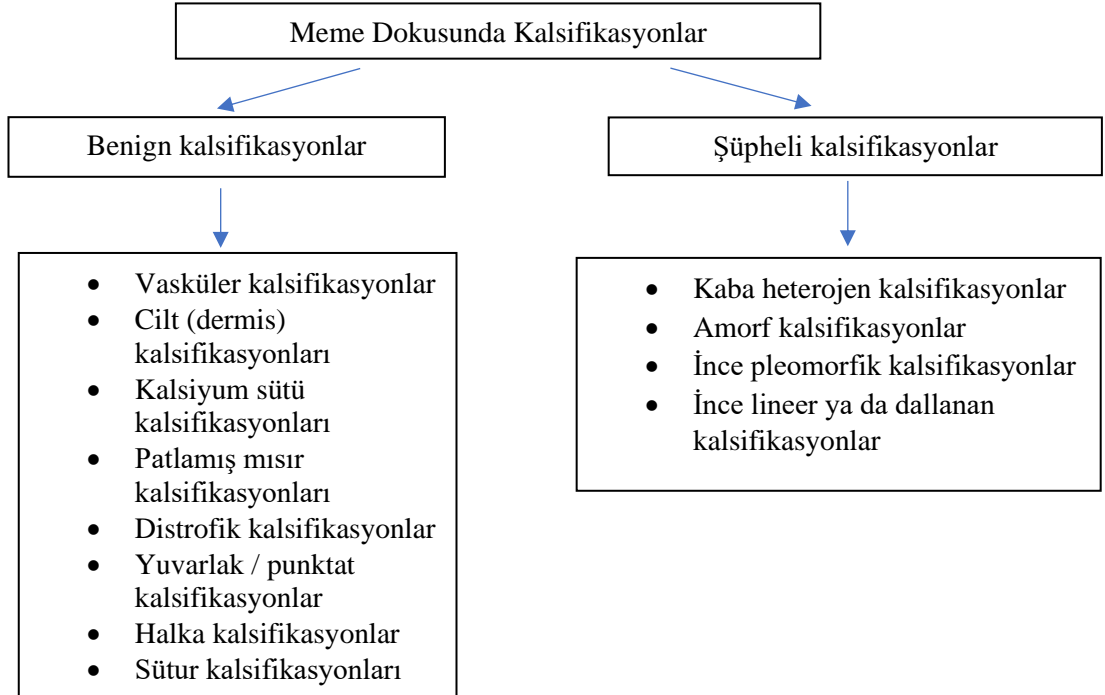 Meme Dokusunda Kalsifikasyonlar
Benign kalsifikasyonlar
Şüpheli kalsifikasyonlar
• Vasküler kalsifikasyonlar
• Cilt (dermis)
kalsifikasyonları
• Kalsiyum sütü
kalsifikasyonları
• Patlamış mısır
kalsifikasyonları
• Distrofik kalsifikasyonlar
• Yuvarlak / punktat
kalsifikasyonlar
• Halka kalsifikasyonlar
• Sütur kalsifikasyonları
• Kaba heterojen kalsifikasyonlar
• Amorf kalsifikasyonlar
• İnce pleomorfik kalsifikasyonlar
• İnce lineer ya da dallanan
kalsifikasyonlar